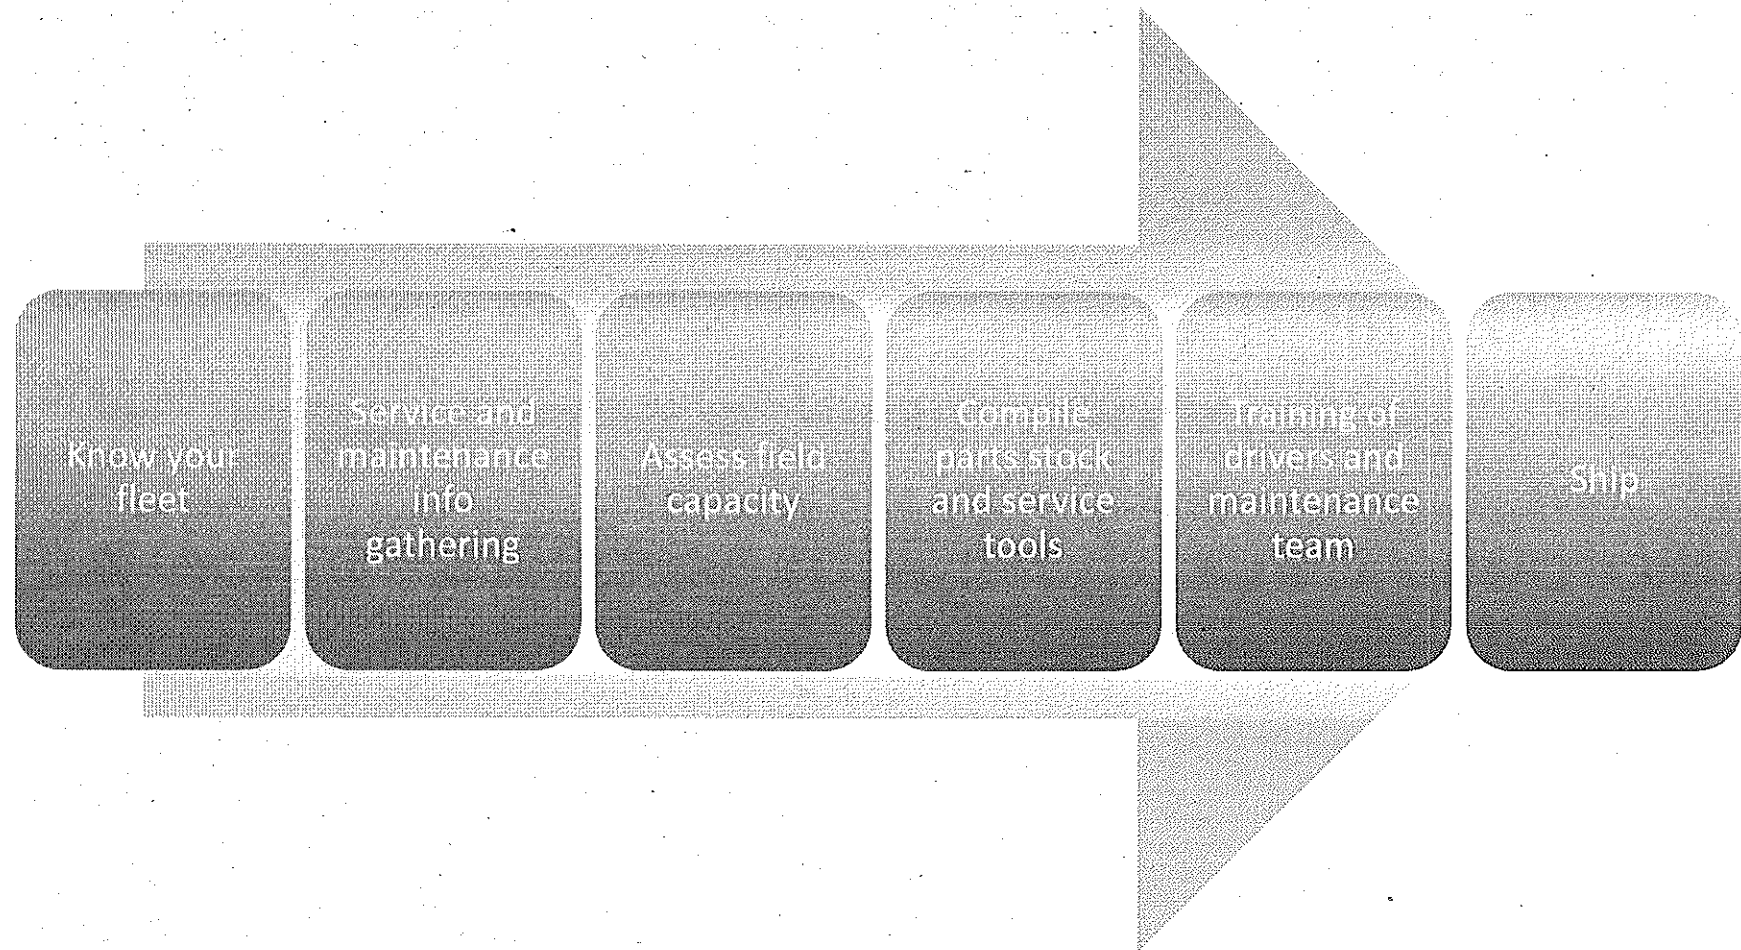 Know your
fleet
Service and
maintenance
info
gathering
Assess field
capacity
Compile
parts stock
and service
tools
Training of
drivers and
maintenance
team
Ship